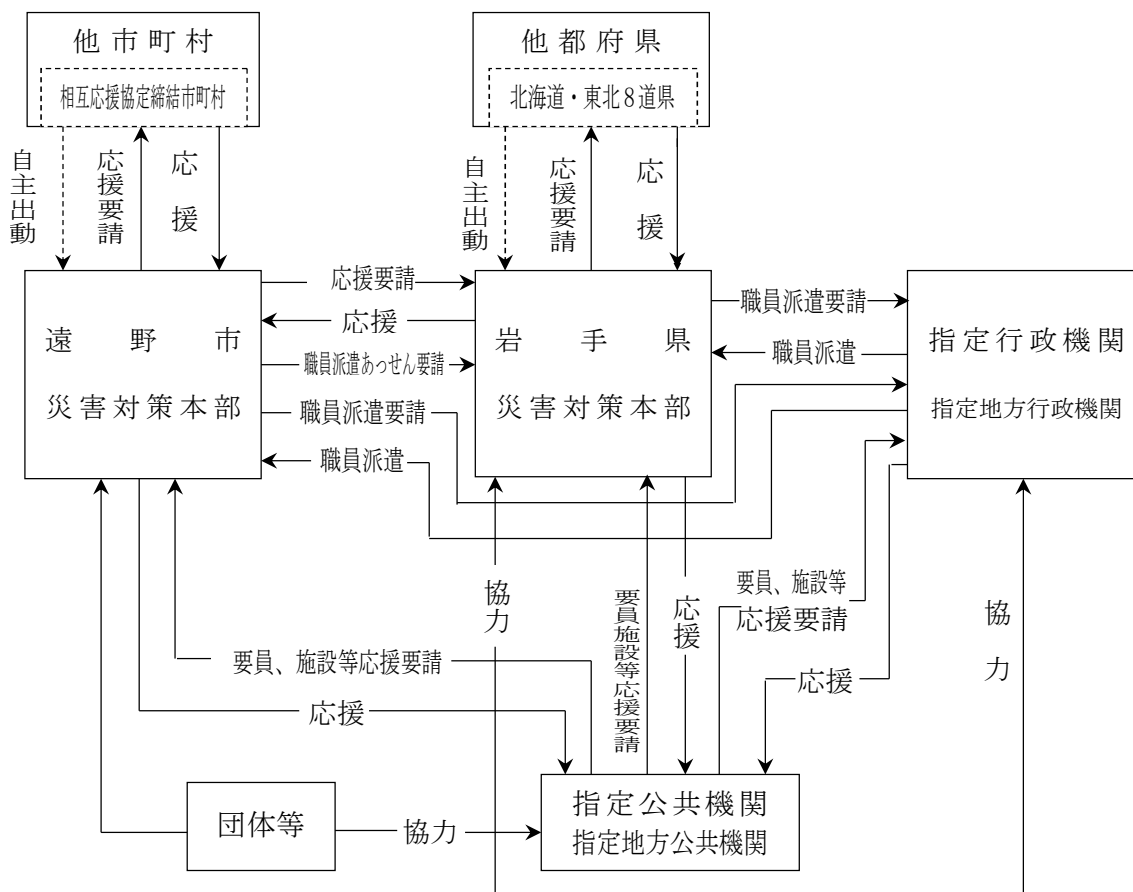 他市町村
相互応援協定締結市町村
他都府県
北海道・東北８道県
自主出動
応援要請
応援
自主出動
応援要請
応援
遠野市
災害対策本部
応援要請
応援
職員派遣あっせん要請
職員派遣要請
職員派遣
岩手県
災害対策本部
職員派遣要請
職員派遣
指定行政機関
指定地方行政機関
協力
要員施設等応援要請
応援
要員、施設等
応援要請
応援
協力
要員、施設等応援要請
応援
団体等
協力
指定公共機関
指定地方公共機関